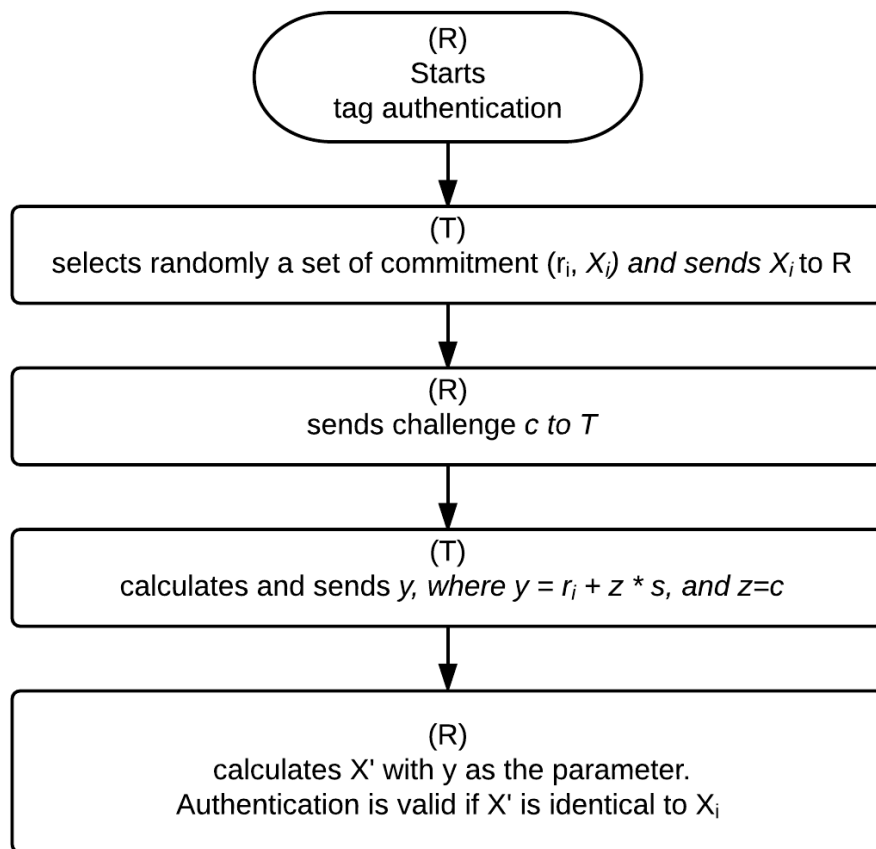 (R)
Starts
tag authentication
(T)
selects randomly a set of commitment (rᵢ, Xᵢ) and sends Xᵢ to R
(R)
sends challenge c to T
(T)
calculates and sends y, where y = rᵢ + z * s, and z=c
(R)
calculates X' with y as the parameter.
Authentication is valid if X' is identical to Xᵢ